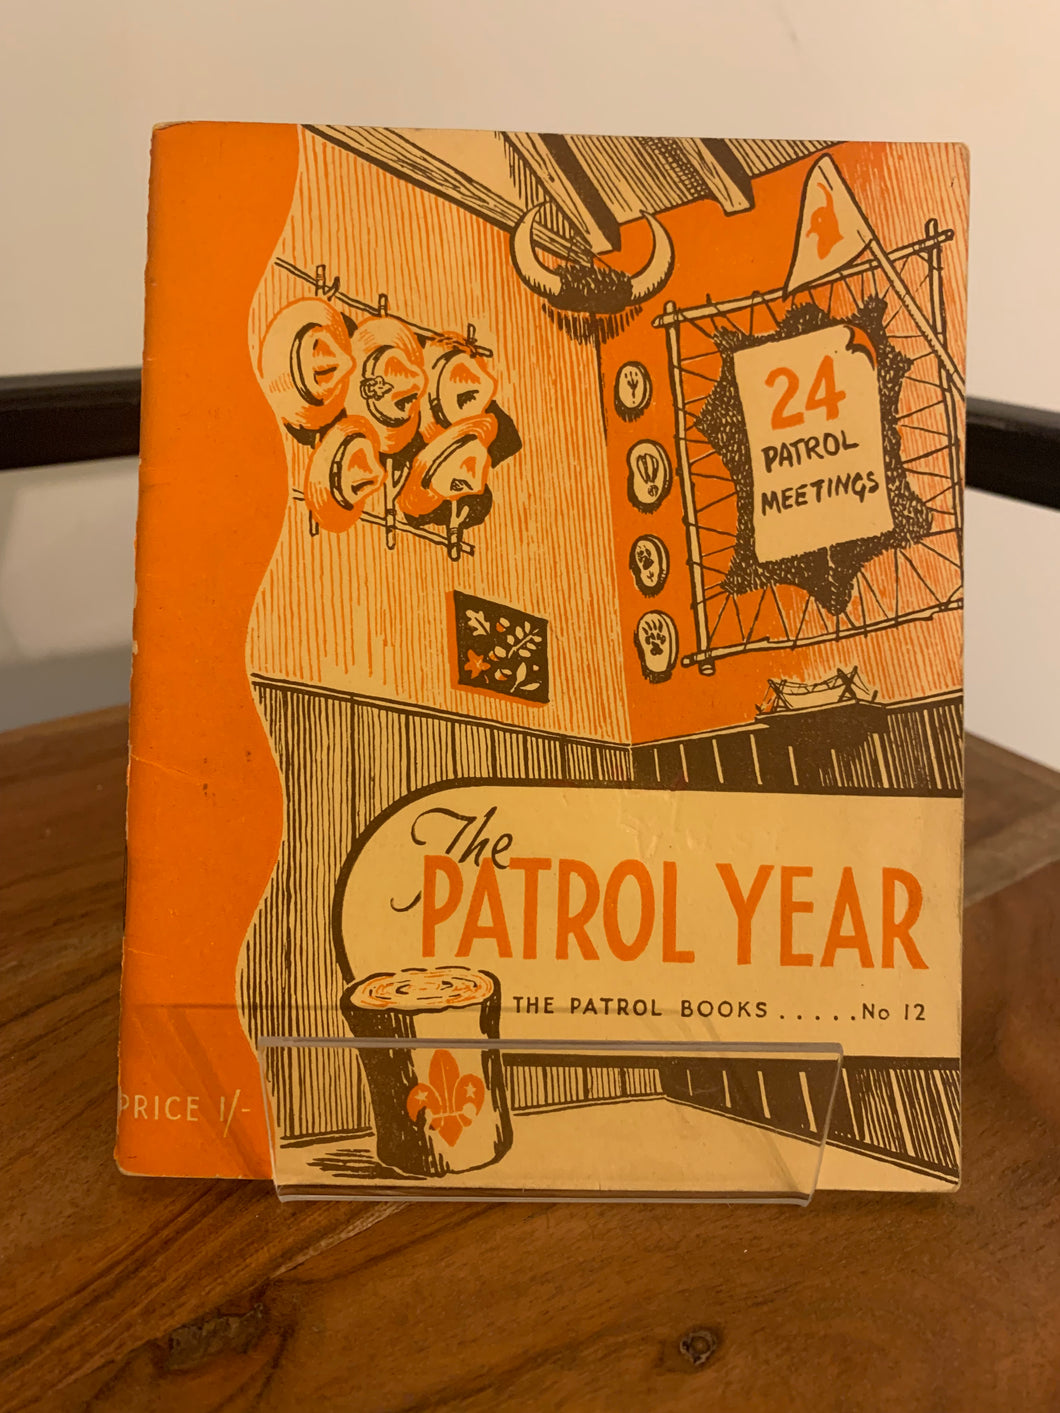 24
PATROL
MEETINGS
The
PATROL YEAR
THE PATROL BOOKS.....No 12
PRICE 1/-